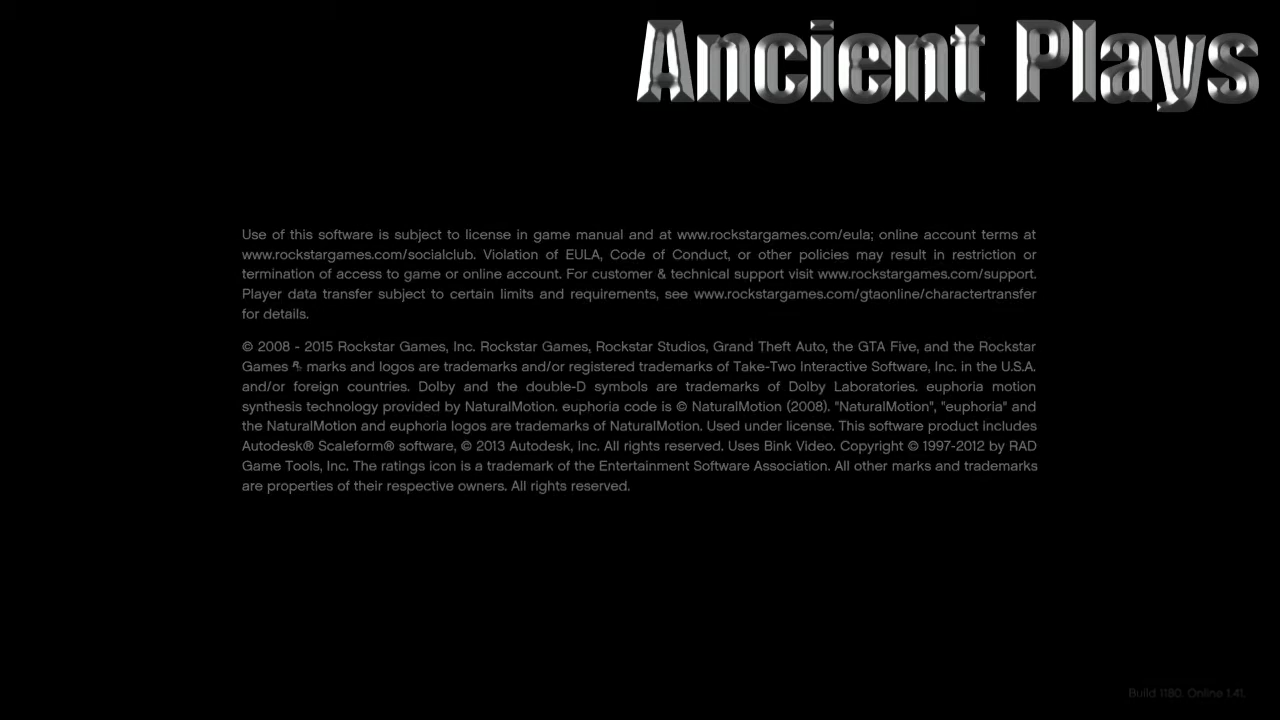 Ancient Plays
Use of this software is subject to license in game manual and at www.rockstargames.com/eula; online account terms at
www.rockstargames.com/socialclub. Violation of EULA, Code of Conduct, or other policies may result in restriction or
termination of access to game or online account. For customer & technical support visit www.rockstargames.com/support.
Player data transfer subject to certain limits and requirements, see www.rockstargames.com/gtaonline/charactertransfer
for details.
© 2008 - 2015 Rockstar Games, Inc. Rockstar Games, Rockstar Studios, Grand Theft Auto, the GTA Five, and the Rockstar
Games R* marks and logos are trademarks and/or registered trademarks of Take-Two Interactive Software, Inc. in the U.S.A.
and/or foreign countries. Dolby and the double-D symbols are trademarks of Dolby Laboratories. euphoria motion
synthesis technology provided by NaturalMotion. euphoria code is © NaturalMotion (2008). "NaturalMotion", "euphoria" and
the NaturalMotion and euphoria logos are trademarks of NaturalMotion. Used under license. This software product includes
Autodesk® Scaleform® software, © 2013 Autodesk, Inc. All rights reserved. Uses Bink Video. Copyright © 1997-2012 by RAD
Game Tools, Inc. The ratings icon is a trademark of the Entertainment Software Association. All other marks and trademarks
are properties of their respective owners. All rights reserved.
Build 1180. Online 1.41.